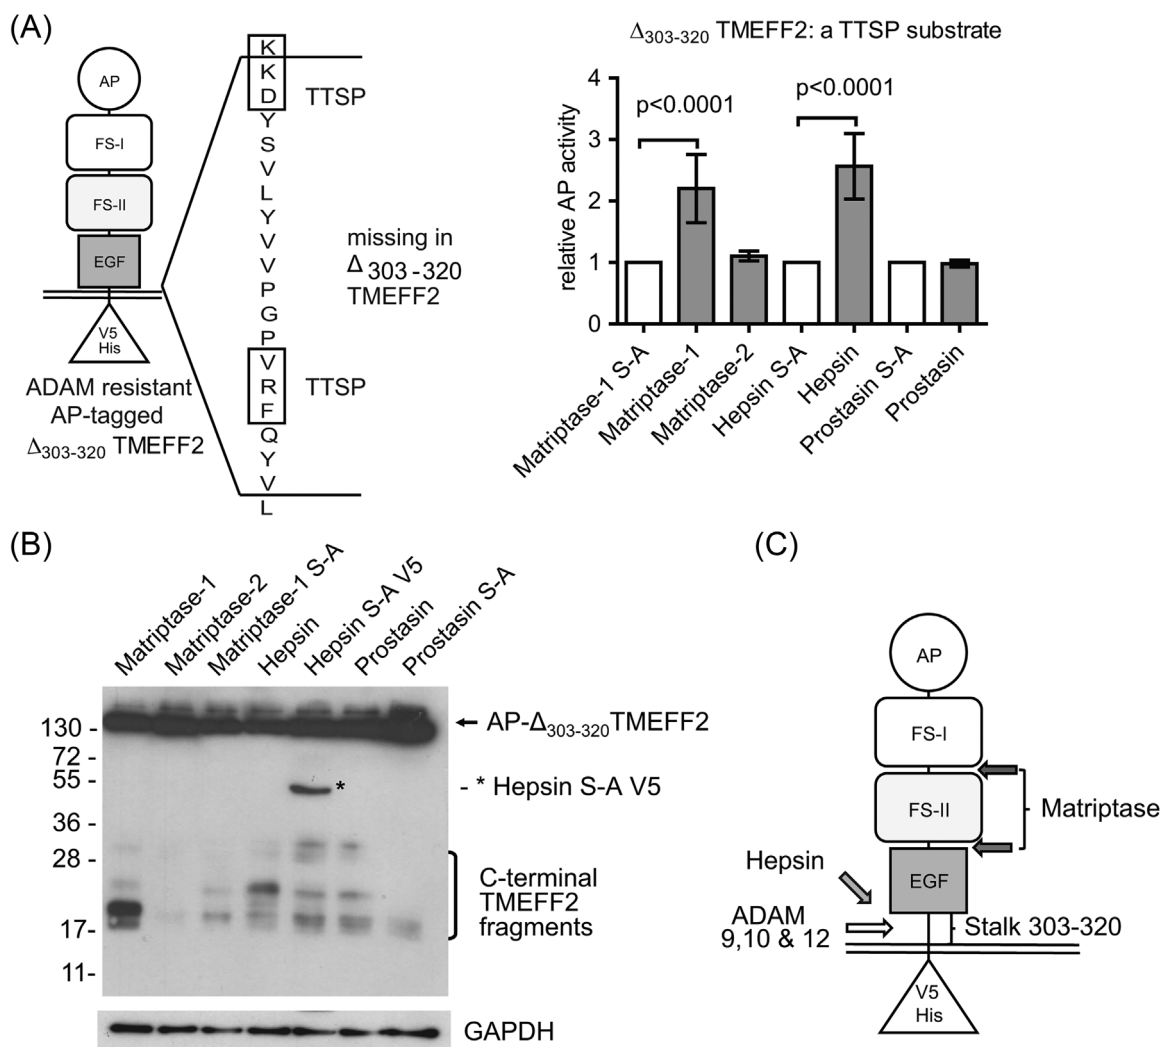 (A)
AP
FS-I
FS-II
EGF
V5
His
ADAM resistant
AP-tagged
Δ303-320 TMEFF2
K
K
D
Y
S
V
L
Y
V
V
P
G
P
V
R
F
Q
Y
V
L
TTSP
TTSP
missing in
Δ 303-320
TMEFF2
Δ303-320 TMEFF2: a TTSP substrate
relative AP activity
4
3
2
1
0
p<0.0001
p<0.0001
Matriptase-1 S-A
Matriptase-1
Matriptase-2
Hepsin S-A
Hepsin
Prostasin S-A
Prostasin
(B)
Matriptase-1
Matriptase-2
Matriptase-1 S-A
Hepsin
Hepsin S-A V5
Prostasin
Prostasin S-A
130 -
72 -
55 -
36 -
28 -
17-
11-
*
AP-Δ303-320TMEFF2
- * Hepsin S-A V5
C-terminal
TMEFF2
fragments
GAPDH
(C)
AP
FS-I
FS-II
EGF
Matriptase
Hepsin
ADAM
9,10 & 12
Stalk 303-320
V5
His